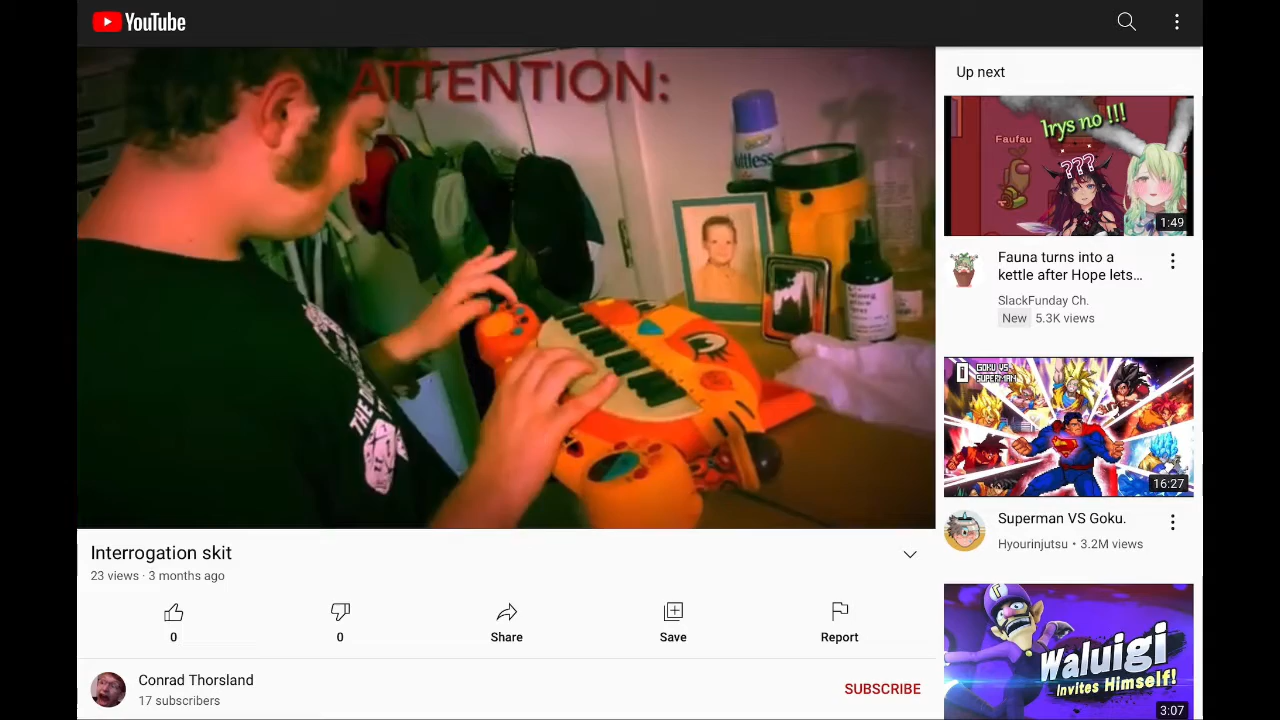 YouTube
ATTENTION:
Interrogation skit
23 views · 3 months ago
0
0
Share
Save
Report
Conrad Thorsland
17 subscribers
SUBSCRIBE
Up next
Irys no !!!
Faufau
???
1:49
Fauna turns into a
kettle after Hope lets...
SlackFunday Ch.
New 5.3K views
GOKU VS
SUPERMAN
16:27
Superman VS Goku.
Hyourinjutsu • 3.2M views
Waluigi
Invites Himself!
3:07